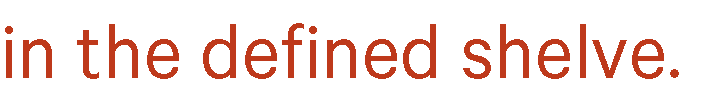 in the defined shelve.